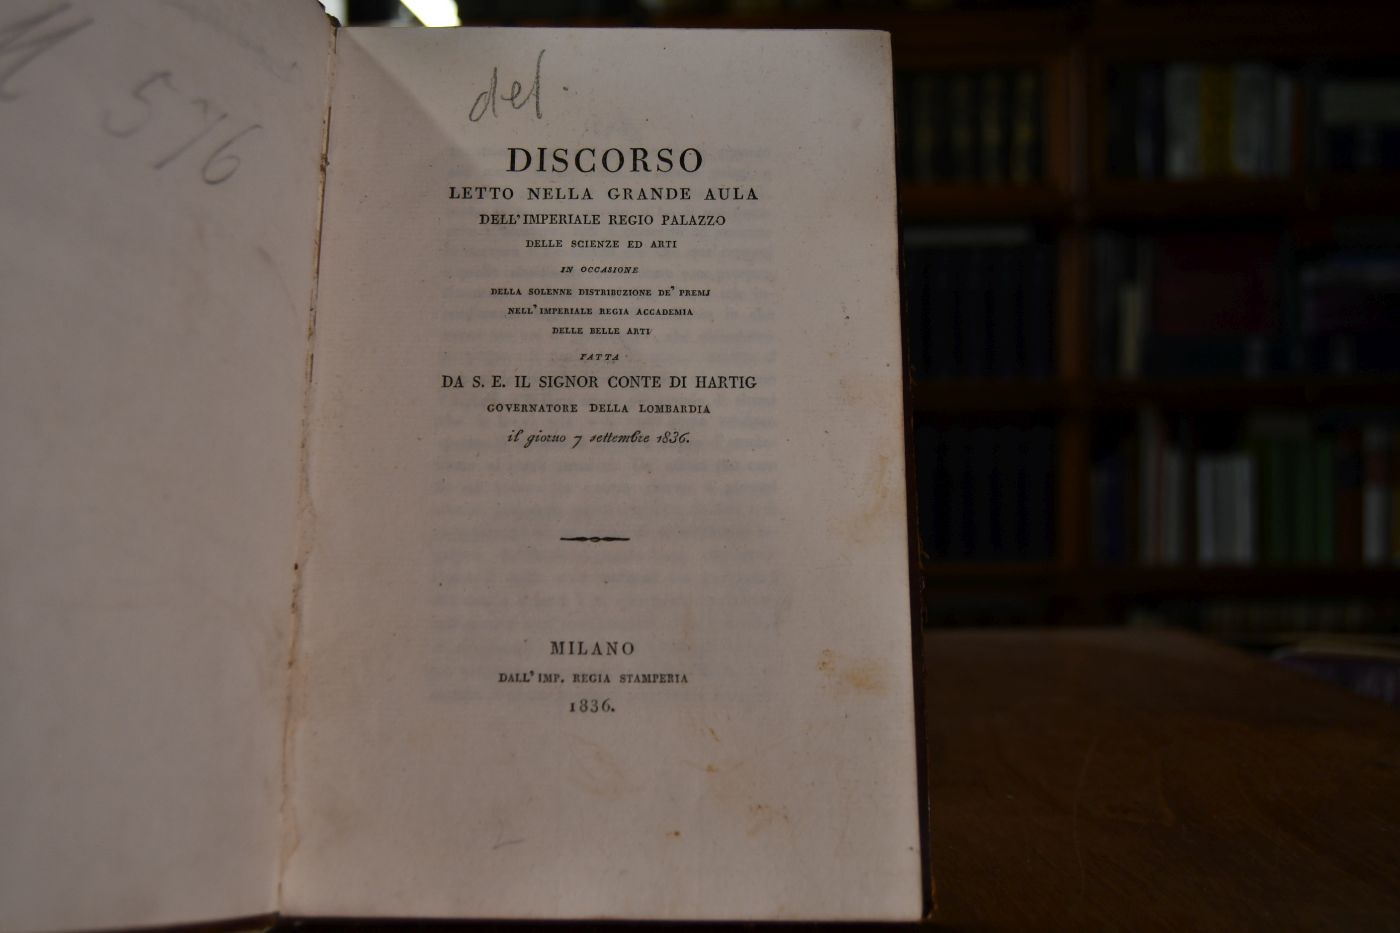 M 576
del.
DISCORSO
LETTO NELLA GRANDE AULA
DELL'IMPERIALE REGIO PALAZZO
DELLE SCIENZE ED ARTI
IN OCCASIONE
DELLA SOLENNE DISTRIBUZIONE DE' PREMJ
NELL'IMPERIALE REGIA ACCADEMIA
DELLE BELLE ARTI
FATTA
DA S. E. IL SIGNOR CONTE DI HARTIG
GOVERNATORE DELLA LOMBARDIA
il giorno 7 settembre 1836.
MILANO
DALL'IMP. REGIA STAMPERIA
1836.